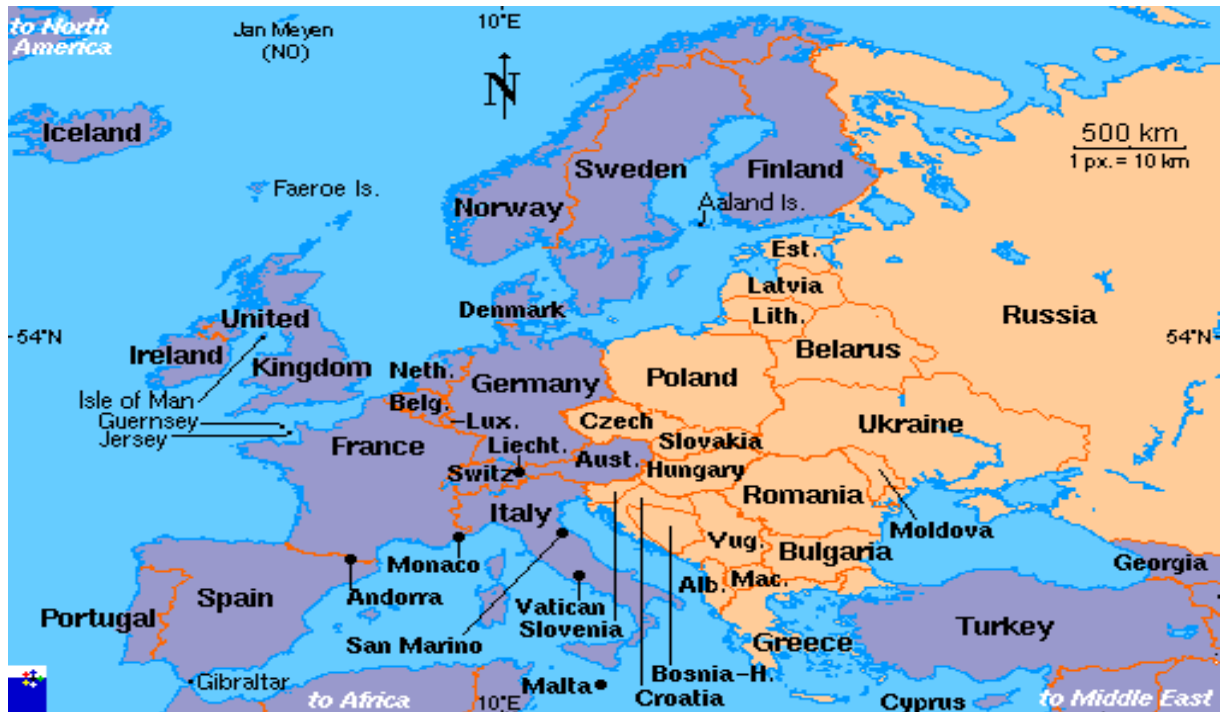 to North
America
Jan Meyen
(NO)
10°E
N
Iceland
500 km
1 px. = 10 km
Sweden
Finland
Faeroe Is.
Norway
Aaland Is.
Est.
Latvia
Russia
Denmark
Lith.
United
54°N
54°N
Ireland
Kingdom
Belarus
Neth.
Germany
Poland
Isle of Man
Belg.
Guernsey
Lux.
Czech
Ukraine
Jersey
France
Liecht.
Slovakia
Aust.
Switz
Hungary
Romania
Italy
Moldova
Yug.
Bulgaria
Monaco
Georgia
Alb.
Mac.
Andorra
Spain
Vatican
Portugal
Slovenia
Turkey
San Marino
Greece
Bosnia-H.
Gibraltar
Malta
Croatia
to Africa
10°E
Cyprus
to Middle East